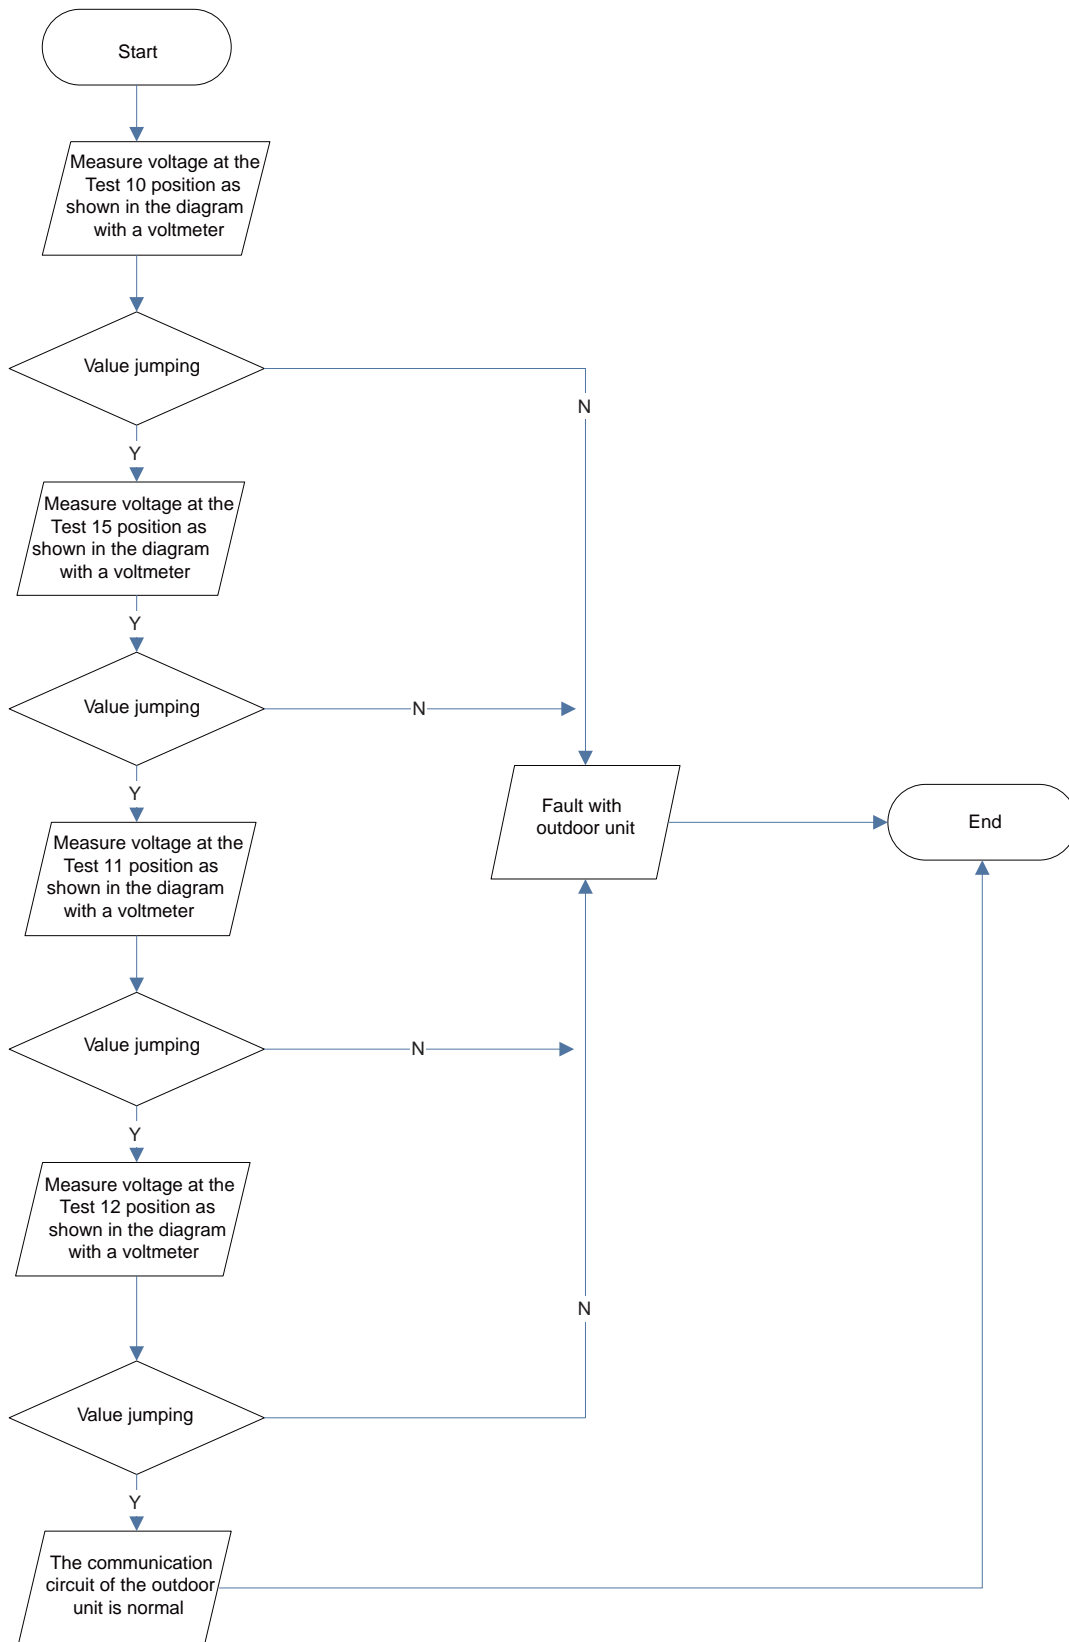 Start
Measure voltage at the
Test 10 position as
shown in the diagram
with a voltmeter
Value jumping
N
Y
Measure voltage at the
Test 15 position as
shown in the diagram
with a voltmeter
Y
Value jumping
N
Y
Fault with
outdoor unit
End
Measure voltage at the
Test 11 position as
shown in the diagram
with a voltmeter
Value jumping
N
Y
Measure voltage at the
Test 12 position as
shown in the diagram
with a voltmeter
N
Value jumping
Y
The communication
circuit of the outdoor
unit is normal